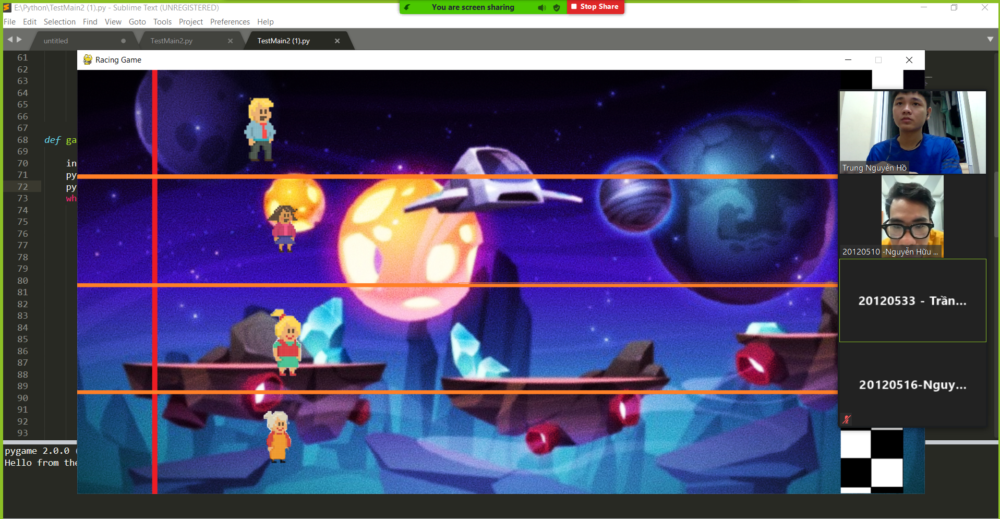 E:\Python\TestMain2 (1).py - Sublime Text (UNREGISTERED)
You are screen sharing
Stop Share
File Edit Selection Find View Goto Tools Project Preferences Help
untitled
TestMain2.py
TestMain2 (1).py
Racing Game
61
62
63
64
65
66
67
68 def ga
69
70 in
71 py
72 py
73 wh
74
75
76
77
78
79
80
81
82
83
84
85
86
87
88
89
90
91
92
93
pygame 2.0.0 (
Hello from the
Trung Nguyên Hồ
20120510 -Nguyễn Hữu ...
20120533 - Trần...
20120516-Nguy...